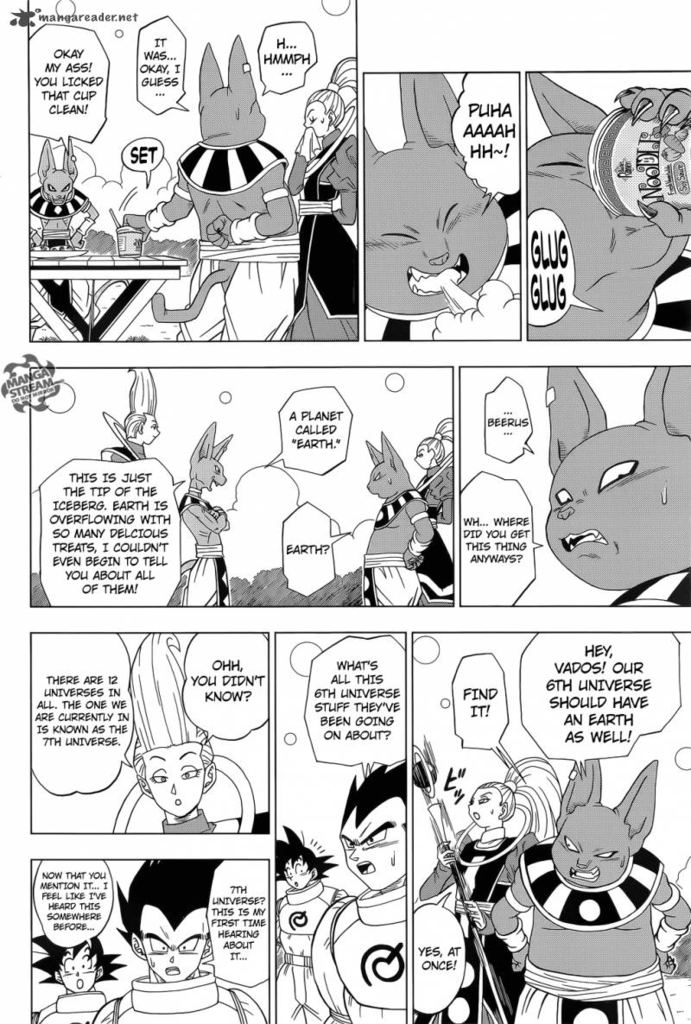 mangareader.net
OKAY
MY ASS!
YOU LICKED
THAT CUP
CLEAN!
IT
WAS...
OKAY, I
GUESS
...
H...
HMMPH
...
SET
PUHA
AAAAH
HH~!
GLUG
GLUG
MANGA
STREAM
DO NOT MIRROR
THIS IS JUST
THE TIP OF THE
ICEBERG. EARTH IS
OVERFLOWING WITH
SO MANY DELCIOUS
TREATS, I COULDN'T
EVEN BEGIN TO TELL
YOU ABOUT ALL
OF THEM!
A PLANET
CALLED
"EARTH."
EARTH?
...
BEERUS
...
WH... WHERE
DID YOU GET
THIS THING
ANYWAYS?
THERE ARE 12
UNIVERSES IN
ALL. THE ONE WE
ARE CURRENTLY IN
IS KNOWN AS THE
7TH UNIVERSE.
OHH,
YOU DIDN'T
KNOW?
WHAT'S
ALL THIS
6TH UNIVERSE
STUFF THEY'VE
BEEN GOING
ON ABOUT?
FIND
IT!
HEY,
VADOS! OUR
6TH UNIVERSE
SHOULD HAVE
AN EARTH
AS WELL!
ビッ
YES, AT
ONCE!
NOW THAT YOU
MENTION IT... I
FEEL LIKE I'VE
HEARD THIS
SOMEWHERE
BEFORE...
7TH
UNIVERSE?
THIS IS MY
FIRST TIME
HEARING
ABOUT
IT...